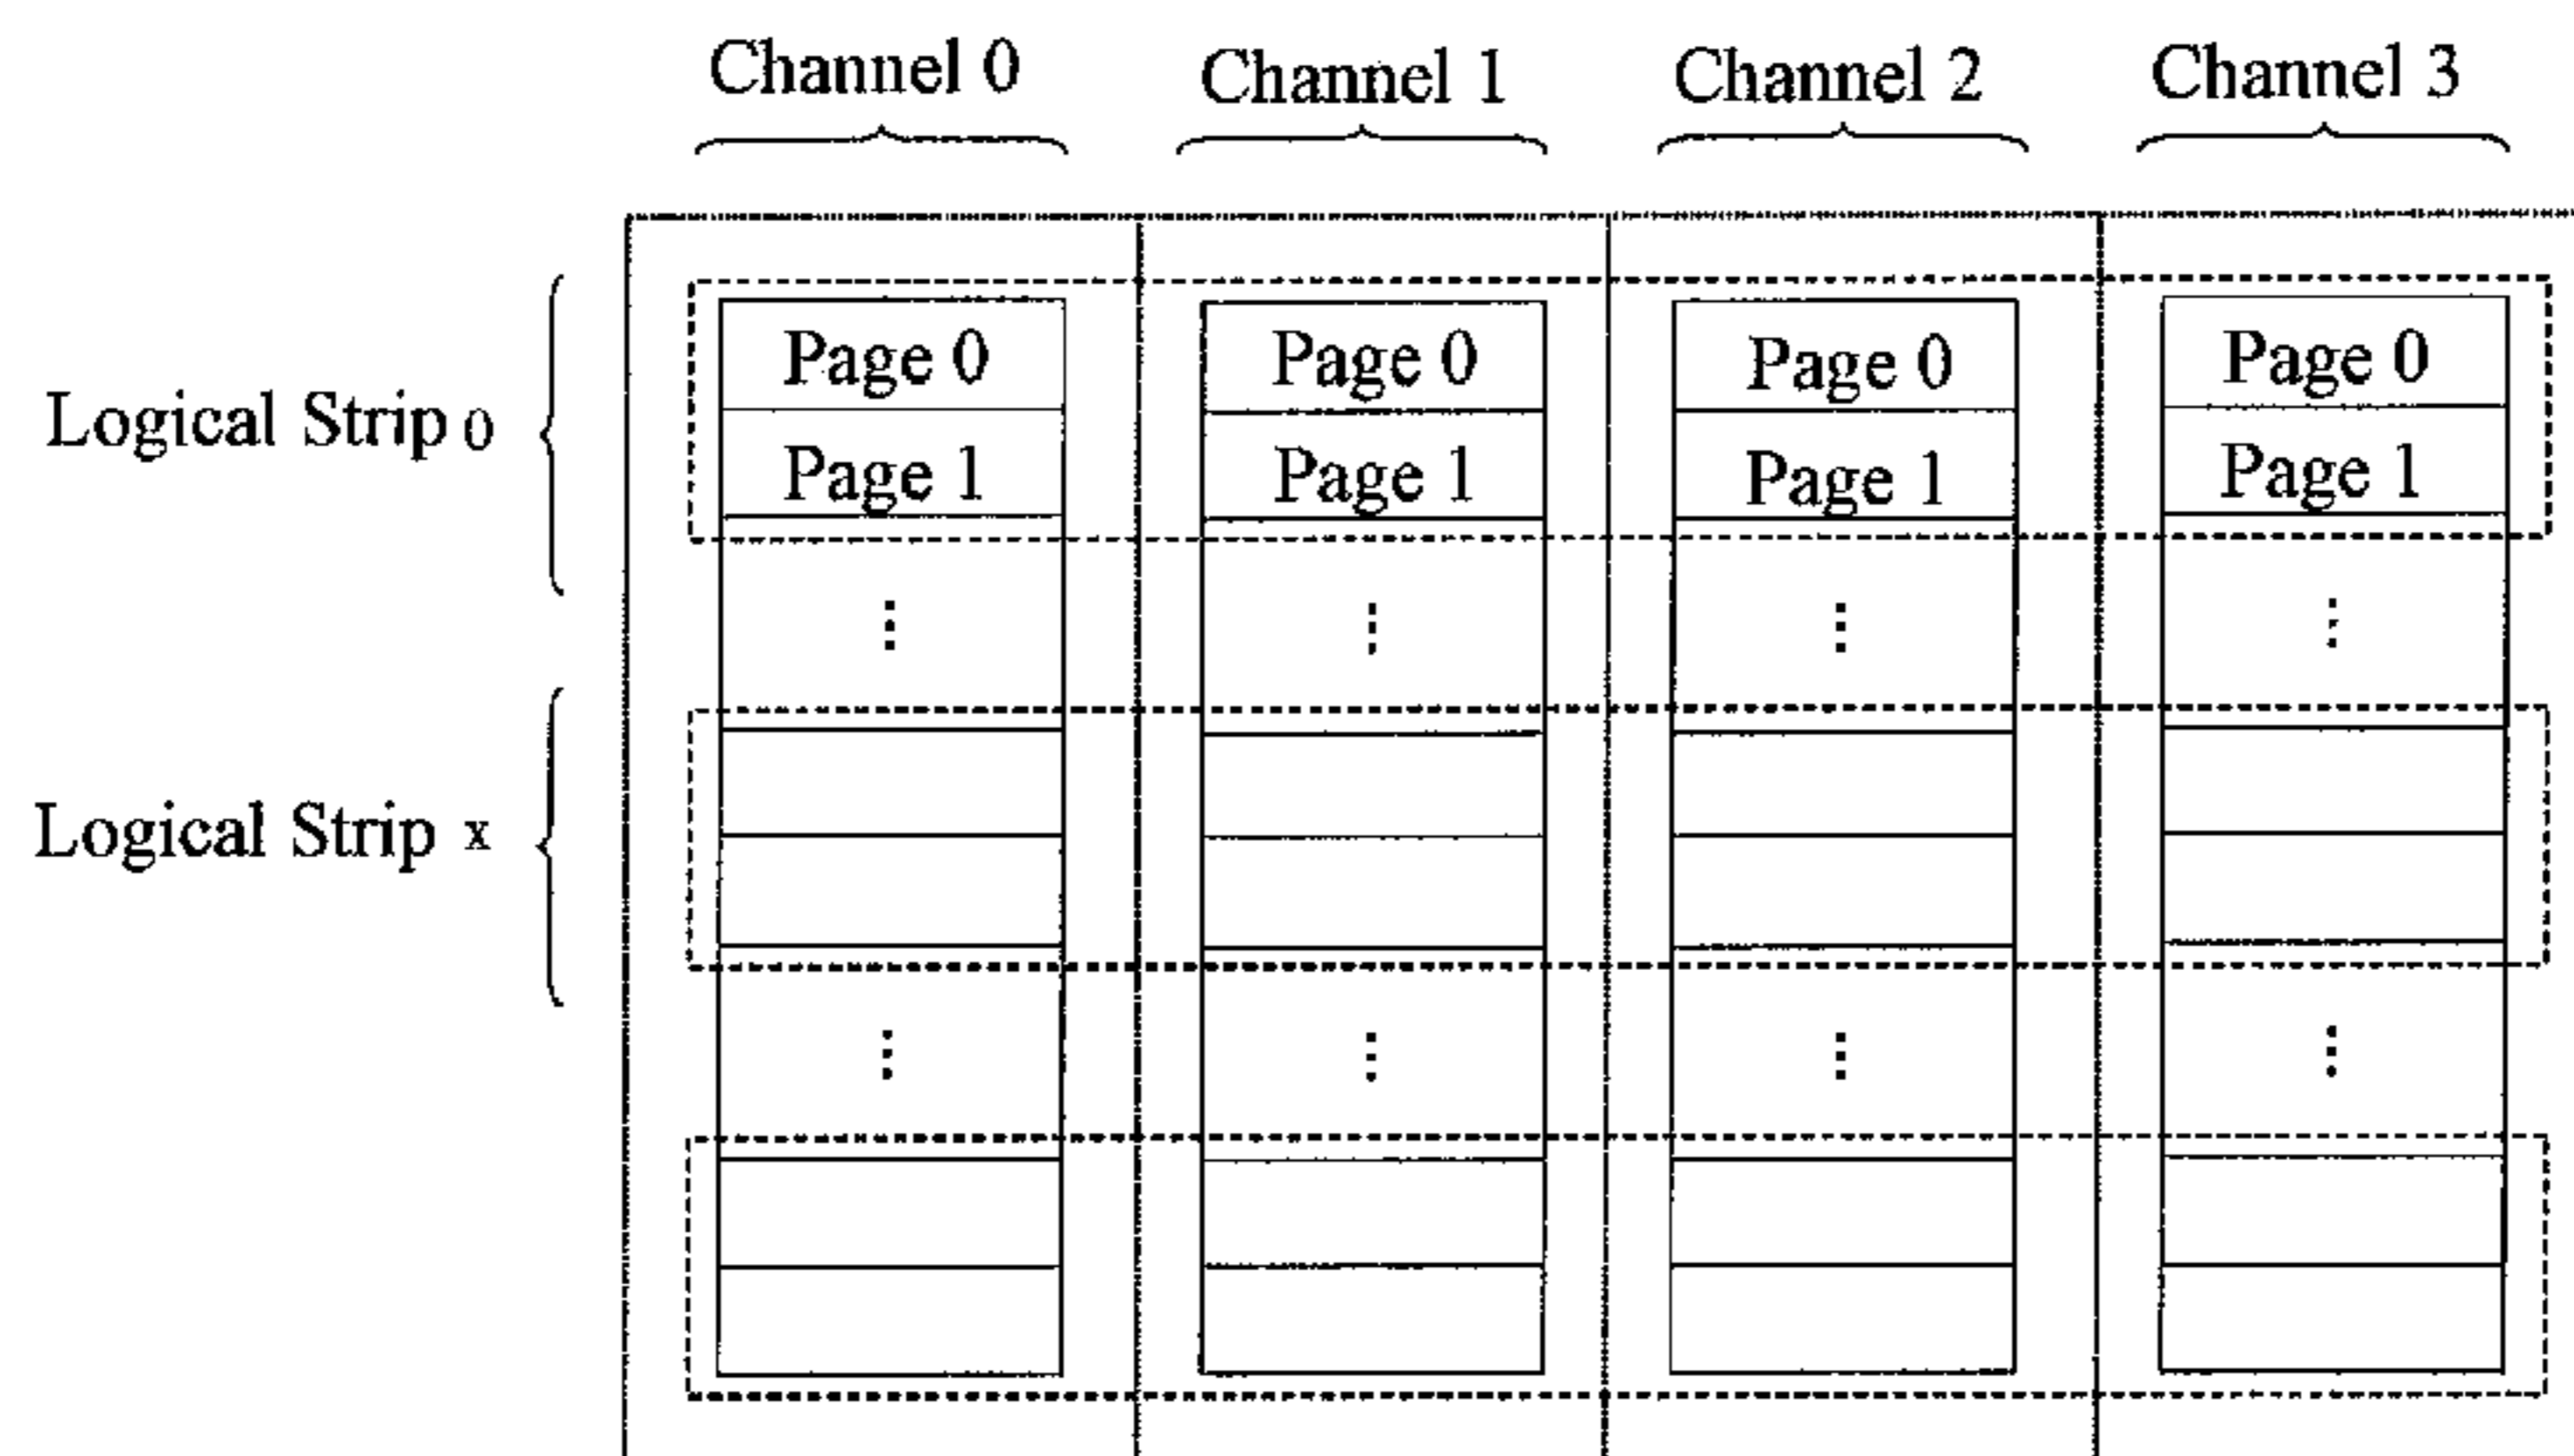 Channel 0 Channel 1 Channel 2 Channel 3
Logical Strip 0
Page 0 Page 0 Page 0 Page 0
Page 1 Page 1 Page 1 Page 1
Logical Strip x